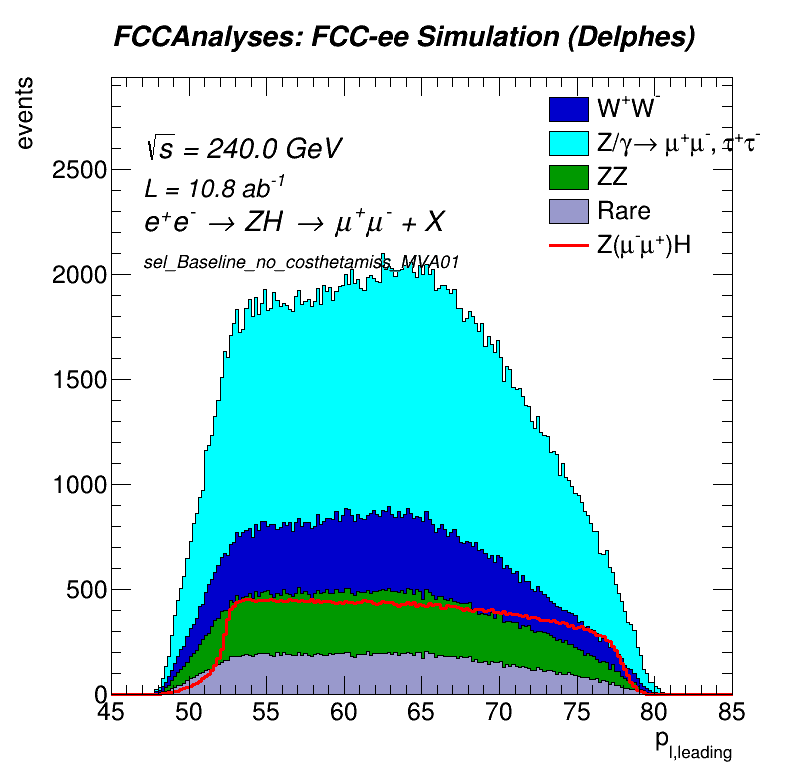 FCCAnalyses: FCC-ee Simulation (Delphes)
events
√s = 240.0 GeV
L = 10.8 ab⁻¹
e⁺e⁻ → ZH → μ⁺μ⁻ + X
sel_Baseline_no_costhetamiss_MVA01
W⁺W⁻
Z/γ→ μ⁺μ⁻, τ⁺τ⁻
ZZ
Rare
Z(μ⁻μ⁺)H
2500
2000
1500
1000
500
0
45 50 55 60 65 70 75 80 85
p_l,leading